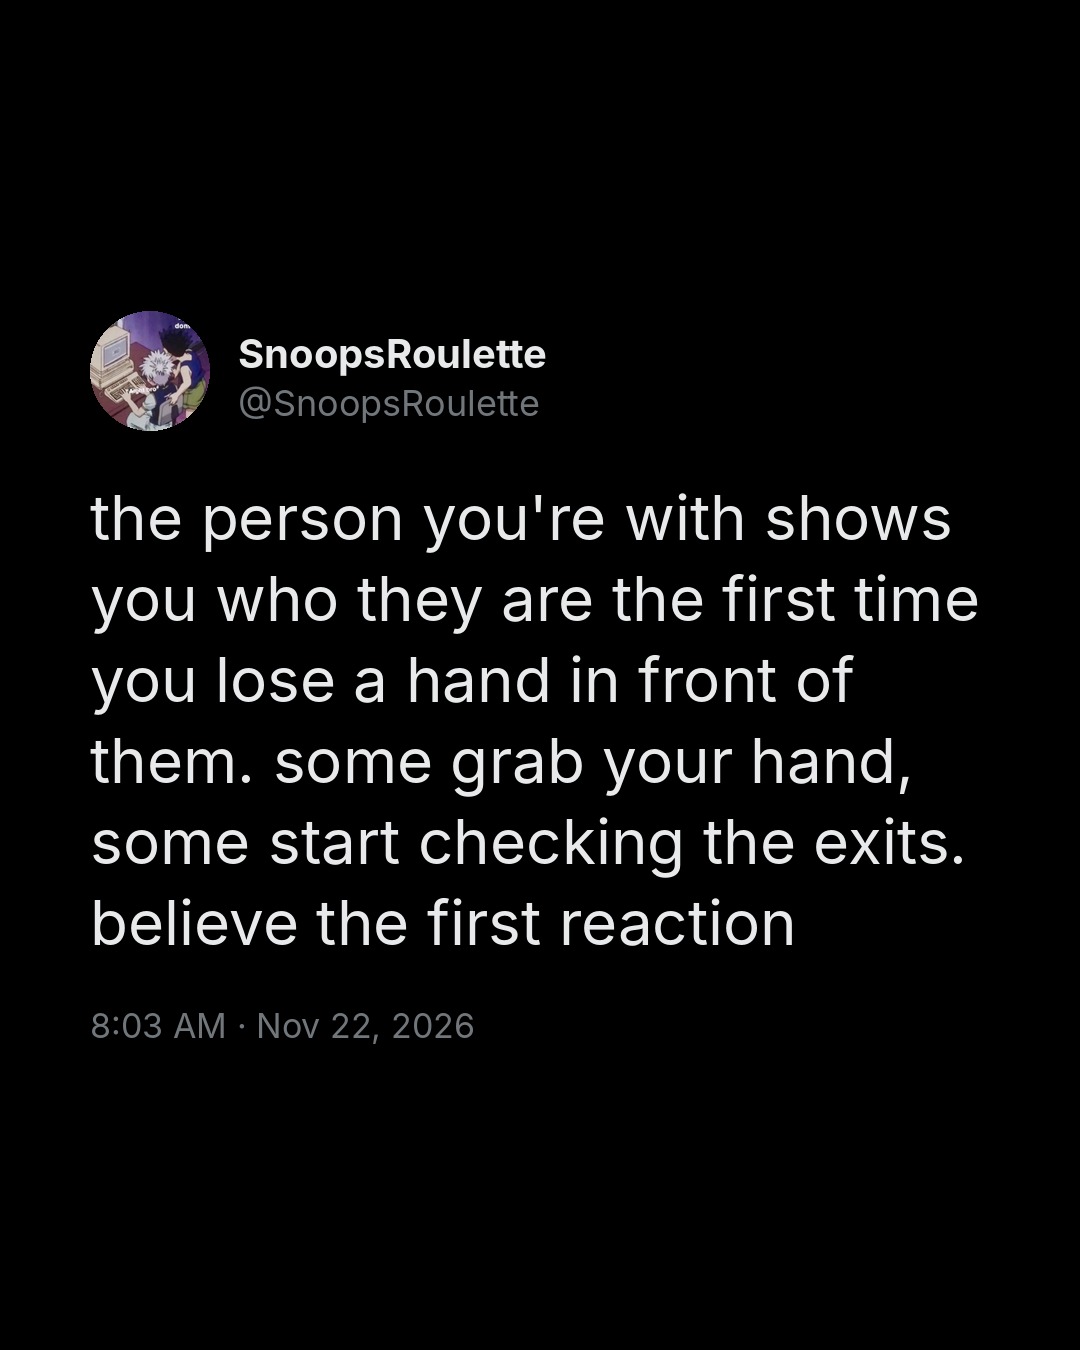 SnoopsRoulette
@SnoopsRoulette
the person you're with shows
you who they are the first time
you lose a hand in front of
them. some grab your hand,
some start checking the exits.
believe the first reaction
8:03 AM · Nov 22, 2026